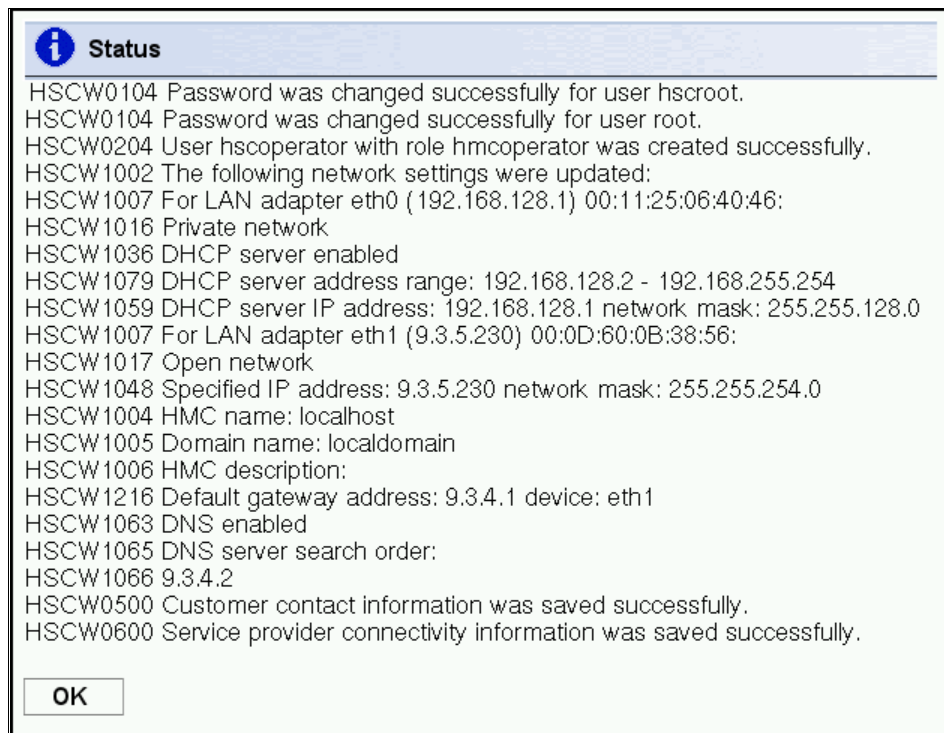 Status
HSCW0104 Password was changed successfully for user hscroot.
HSCW0104 Password was changed successfully for user root.
HSCW0204 User hscoperator with role hmcoperator was created successfully.
HSCW1002 The following network settings were updated:
HSCW1007 For LAN adapter eth0 (192.168.128.1) 00:11:25:06:40:46:
HSCW1016 Private network
HSCW1036 DHCP server enabled
HSCW1079 DHCP server address range: 192.168.128.2 - 192.168.255.254
HSCW1059 DHCP server IP address: 192.168.128.1 network mask: 255.255.128.0
HSCW1007 For LAN adapter eth1 (9.3.5.230) 00:0D:60:0B:38:56:
HSCW1017 Open network
HSCW1048 Specified IP address: 9.3.5.230 network mask: 255.255.254.0
HSCW1004 HMC name: localhost
HSCW1005 Domain name: localdomain
HSCW1006 HMC description:
HSCW1216 Default gateway address: 9.3.4.1 device: eth1
HSCW1063 DNS enabled
HSCW1065 DNS server search order:
HSCW1066 9.3.4.2
HSCW0500 Customer contact information was saved successfully.
HSCW0600 Service provider connectivity information was saved successfully.
OK